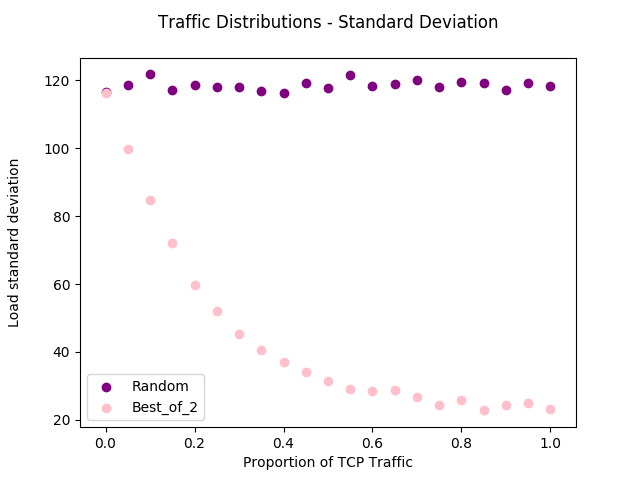 Traffic Distributions - Standard Deviation
Load standard deviation
120
100
80
60
40
20
Random
Best_of_2
0.0 0.2 0.4 0.6 0.8 1.0
Proportion of TCP Traffic